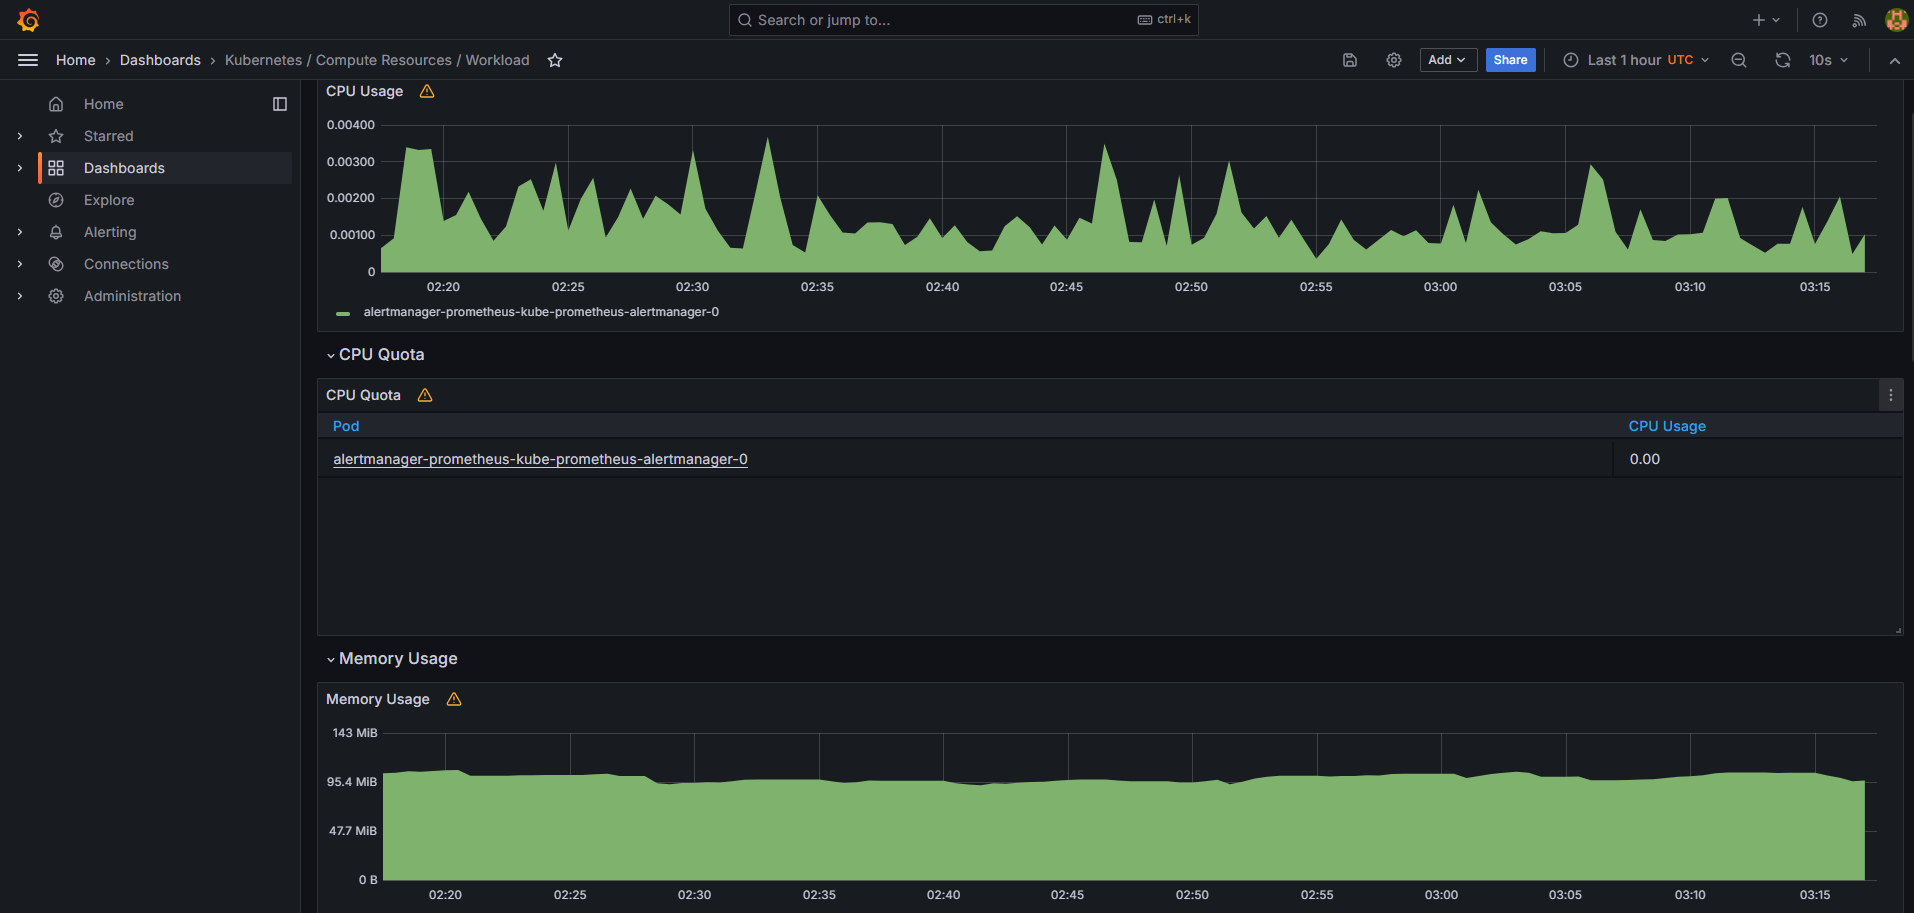 Search or jump to...
ctrl+k
Home › Dashboards › Kubernetes / Compute Resources / Workload
Add
Share
Last 1 hour UTC
10s
Home
Starred
Dashboards
Explore
Alerting
Connections
Administration
CPU Usage
0.00400
0.00300
0.00200
0.00100
0
02:20 02:25 02:30 02:35 02:40 02:45 02:50 02:55 03:00 03:05 03:10 03:15
alertmanager-prometheus-kube-prometheus-alertmanager-0
CPU Quota
CPU Quota
Pod CPU Usage
alertmanager-prometheus-kube-prometheus-alertmanager-0 0.00
Memory Usage
Memory Usage
143 MiB
95.4 MiB
47.7 MiB
0 B
02:20 02:25 02:30 02:35 02:40 02:45 02:50 02:55 03:00 03:05 03:10 03:15